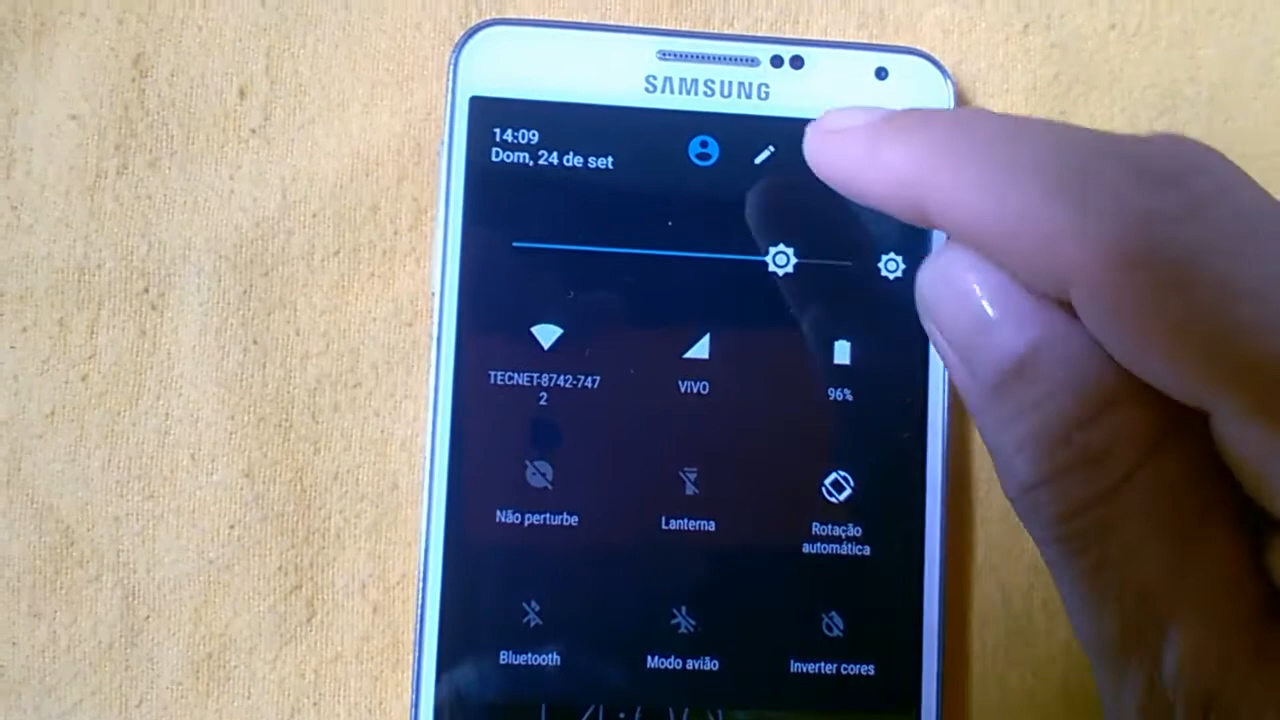 SAMSUNG
14:09
Dom, 24 de set
TECNET-8742-747
2
VIVO
96%
Não perturbe
Lanterna
Rotação
automática
Bluetooth
Modo avião
Inverter cores